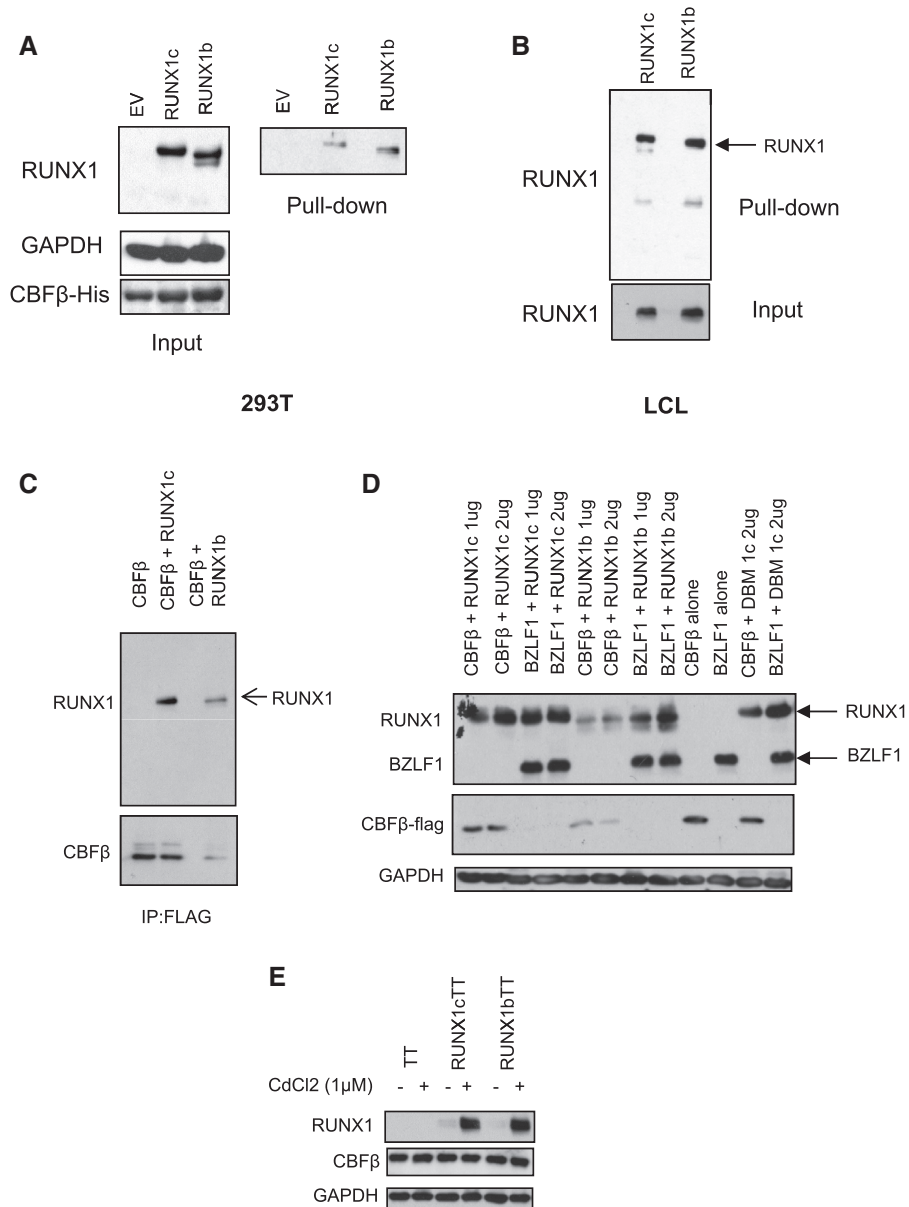 A
EV
RUNX1c
RUNX1b
RUNX1
GAPDH
CBFβ-His
Input
EV
RUNX1c
RUNX1b
Pull-down
293T
B
RUNX1c
RUNX1b
RUNX1
RUNX1
Pull-down
RUNX1
Input
LCL
C
CBFβ
CBFβ + RUNX1c
CBFβ +
RUNX1b
RUNX1
RUNX1
CBFβ
IP:FLAG
D
CBFβ + RUNX1c 1ug
CBFβ + RUNX1c 2ug
BZLF1 + RUNX1c 1ug
BZLF1 + RUNX1c 2ug
CBFβ + RUNX1b 1ug
CBFβ + RUNX1b 2ug
BZLF1 + RUNX1b 1ug
BZLF1 + RUNX1b 2ug
CBFβ alone
BZLF1 alone
CBFβ + DBM 1c 2ug
BZLF1 + DBM 1c 2ug
RUNX1
RUNX1
BZLF1
BZLF1
CBFβ-flag
GAPDH
E
TT
RUNX1cTT
RUNX1bTT
CdCl2 (1µM) - + - + - +
RUNX1
CBFβ
GAPDH